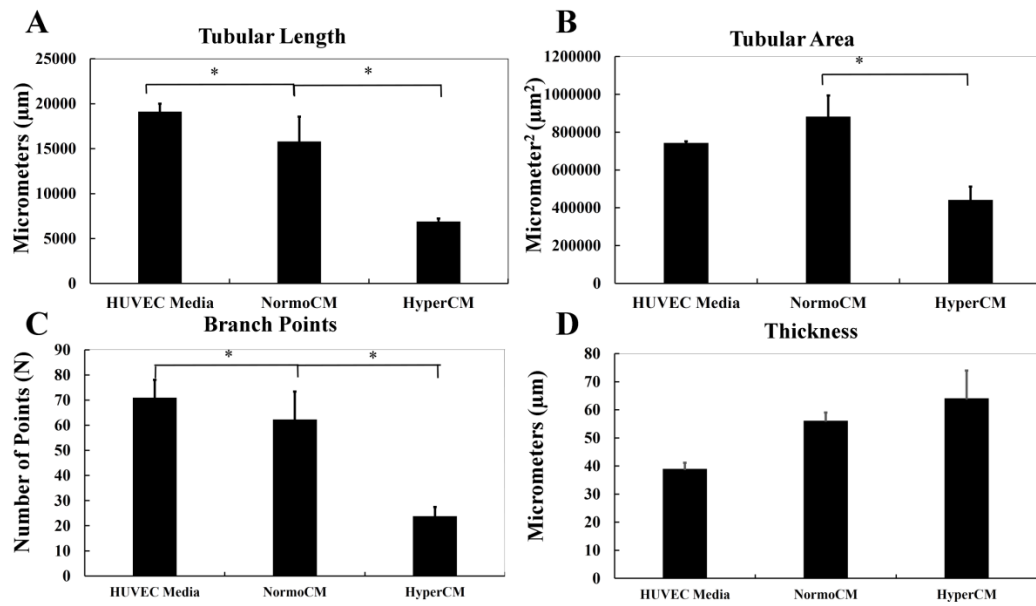 A
Tubular Length
Micrometers (µm)
25000
20000
15000
10000
5000
0
*
*
HUVEC Media
NormoCM
HyperCM
B
Tubular Area
Micrometer² (µm²)
1200000
1000000
800000
600000
400000
200000
0
*
HUVEC Media
NormoCM
HyperCM
C
Branch Points
Number of Points (N)
90
80
70
60
50
40
30
20
10
0
*
*
HUVEC Media
NormoCM
HyperCM
D
Thickness
Micrometers (µm)
80
70
60
50
40
30
20
10
0
HUVEC Media
NormoCM
HyperCM